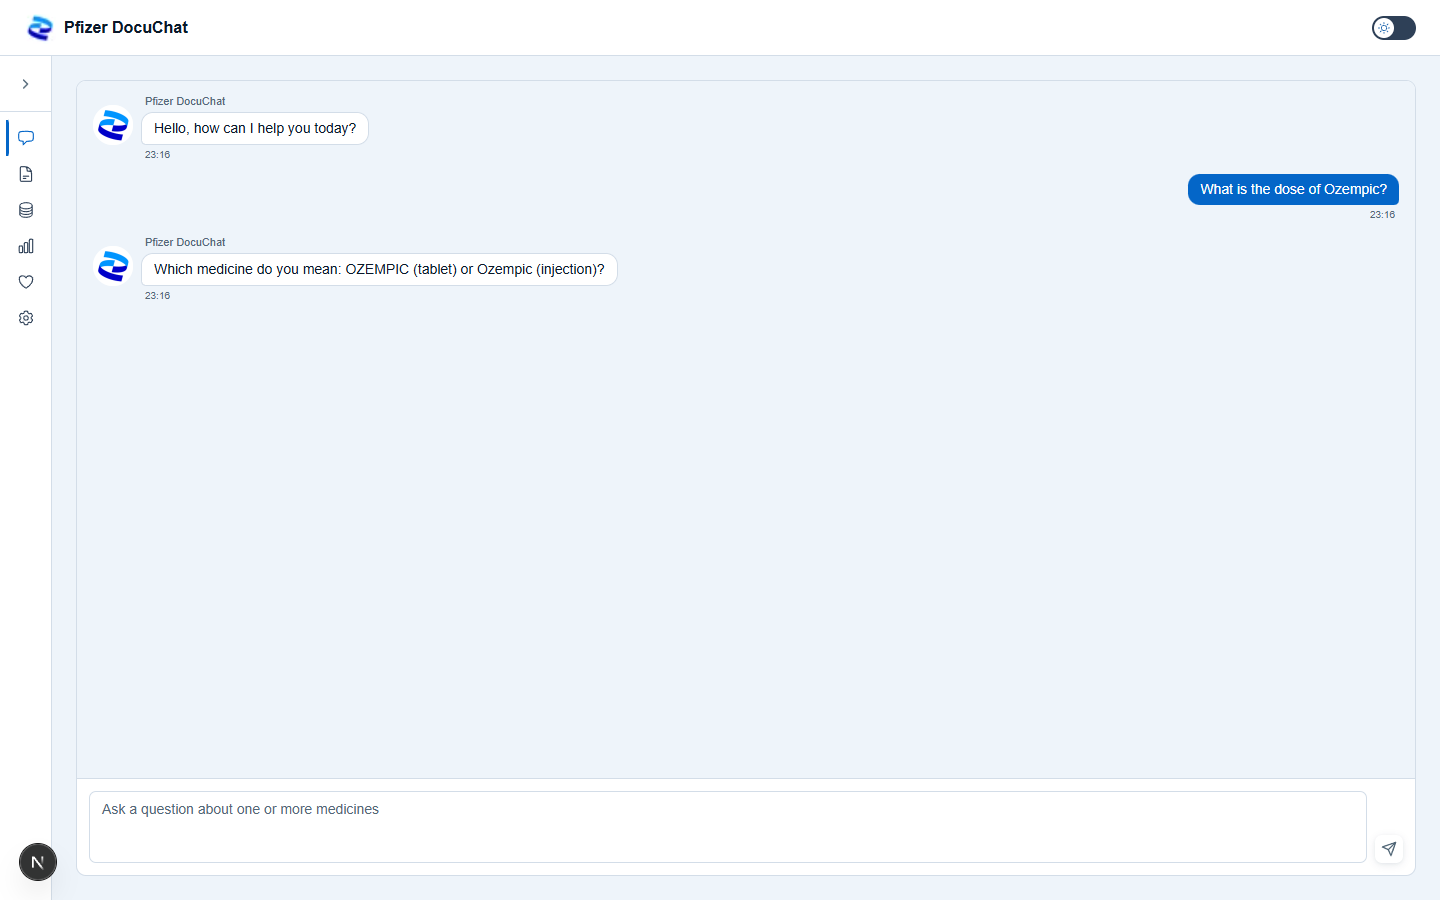 Pfizer DocuChat
Pfizer DocuChat
Hello, how can I help you today?
23:16
What is the dose of Ozempic?
23:16
Pfizer DocuChat
Which medicine do you mean: OZEMPIC (tablet) or Ozempic (injection)?
23:16
Ask a question about one or more medicines
N